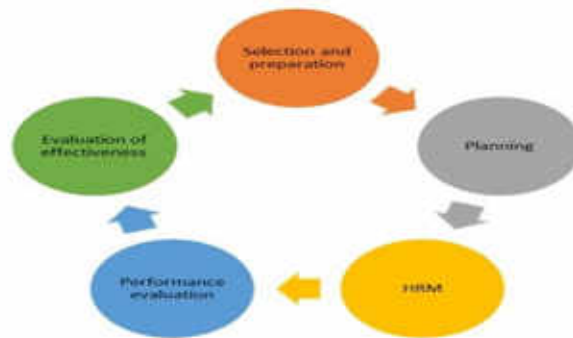 Selection and
preparation
Planning
HRM
Performance
evaluation
Evaluation of
effectiveness